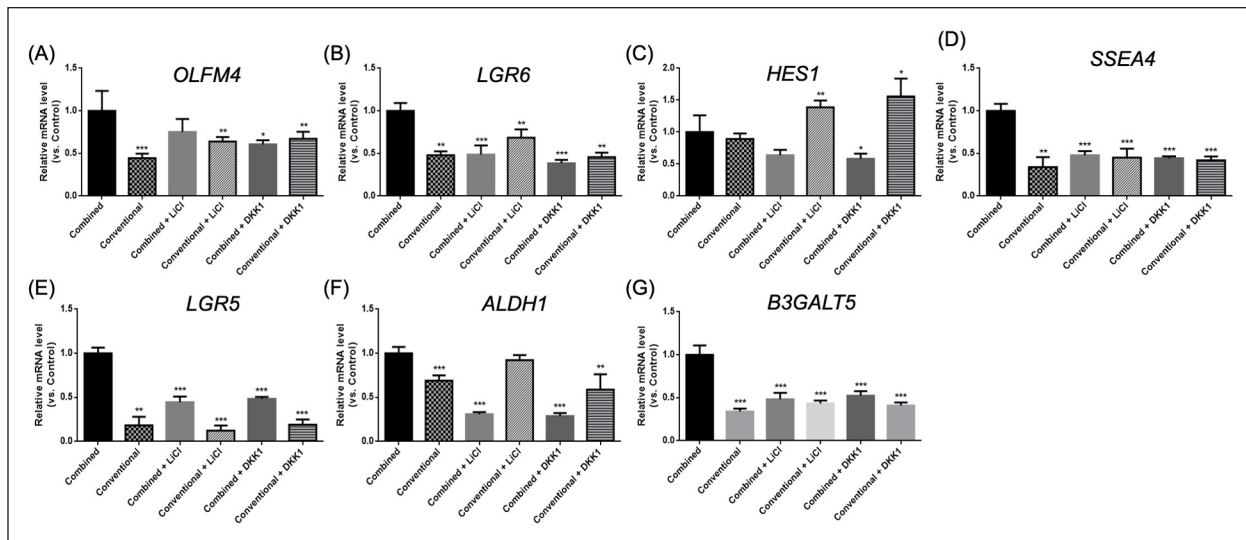 (A)
OLFM4
Relative mRNA level
(vs. Control)
1.5
1.0
0.5
0.0
***
**
*
**
Combined
Conventional
Combined + LiCl
Conventional + LiCl
Combined + DKK1
Conventional + DKK1
(B)
LGR6
Relative mRNA level
(vs. Control)
1.5
1.0
0.5
0.0
**
***
**
***
**
Combined
Conventional
Combined + LiCl
Conventional + LiCl
Combined + DKK1
Conventional + DKK1
(C)
HES1
Relative mRNA level
(vs. Control)
2.0
1.5
1.0
0.5
0.0
**
*
*
Combined
Conventional
Combined + LiCl
Conventional + LiCl
Combined + DKK1
Conventional + DKK1
(D)
SSEA4
Relative mRNA level
(vs. Control)
1.5
1.0
0.5
0.0
**
***
***
***
***
Combined
Conventional
Combined + LiCl
Conventional + LiCl
Combined + DKK1
Conventional + DKK1
(E)
LGR5
Relative mRNA level
(vs. Control)
1.5
1.0
0.5
0.0
**
***
***
***
***
Combined
Conventional
Combined + LiCl
Conventional + LiCl
Combined + DKK1
Conventional + DKK1
(F)
ALDH1
Relative mRNA level
(vs. Control)
1.5
1.0
0.5
0.0
***
***
***
**
Combined
Conventional
Combined + LiCl
Conventional + LiCl
Combined + DKK1
Conventional + DKK1
(G)
B3GALT5
Relative mRNA level
(vs. Control)
1.5
1.0
0.5
0.0
***
***
***
***
***
Combined
Conventional
Combined + LiCl
Conventional + LiCl
Combined + DKK1
Conventional + DKK1